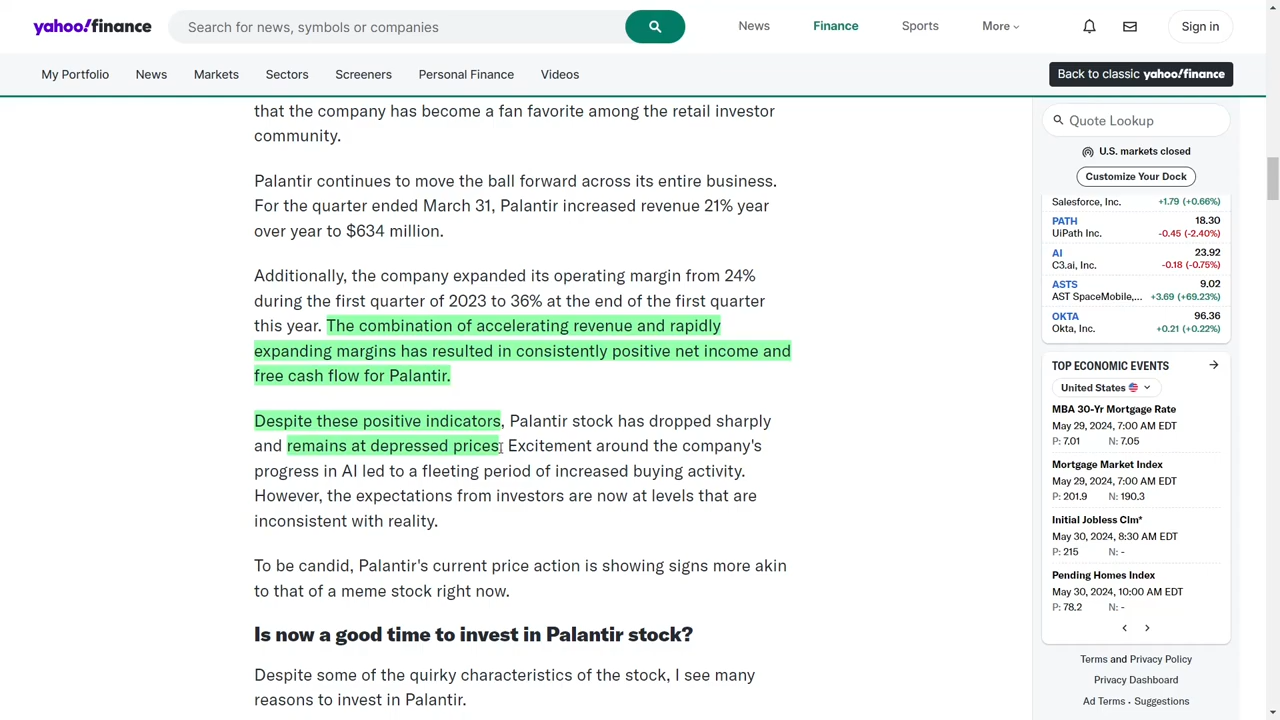 yahoo!finance
Search for news, symbols or companies
News
Finance
Sports
More
Sign in
My Portfolio
News
Markets
Sectors
Screeners
Personal Finance
Videos
Back to classic yahoo!finance
that the company has become a fan favorite among the retail investor
community.
Palantir continues to move the ball forward across its entire business.
For the quarter ended March 31, Palantir increased revenue 21% year
over year to $634 million.
Additionally, the company expanded its operating margin from 24%
during the first quarter of 2023 to 36% at the end of the first quarter
this year. The combination of accelerating revenue and rapidly
expanding margins has resulted in consistently positive net income and
free cash flow for Palantir.
Despite these positive indicators, Palantir stock has dropped sharply
and remains at depressed prices. Excitement around the company's
progress in AI led to a fleeting period of increased buying activity.
However, the expectations from investors are now at levels that are
inconsistent with reality.
To be candid, Palantir's current price action is showing signs more akin
to that of a meme stock right now.
Is now a good time to invest in Palantir stock?
Despite some of the quirky characteristics of the stock, I see many
reasons to invest in Palantir.
Quote Lookup
U.S. markets closed
Customize Your Dock
Salesforce, Inc. +1.79 (+0.66%)
PATH 18.30
UiPath Inc. -0.45 (-2.40%)
AI 23.92
C3.ai, Inc. -0.18 (-0.75%)
ASTS 9.02
AST SpaceMobile,... +3.69 (+69.23%)
OKTA 96.36
Okta, Inc. +0.21 (+0.22%)
TOP ECONOMIC EVENTS
United States
MBA 30-Yr Mortgage Rate
May 29, 2024, 7:00 AM EDT
P: 7.01 N: 7.05
Mortgage Market Index
May 29, 2024, 7:00 AM EDT
P: 201.9 N: 190.3
Initial Jobless Clm*
May 30, 2024, 8:30 AM EDT
P: 215 N: -
Pending Homes Index
May 30, 2024, 10:00 AM EDT
P: 78.2 N: -
Terms and Privacy Policy
Privacy Dashboard
Ad Terms • Suggestions